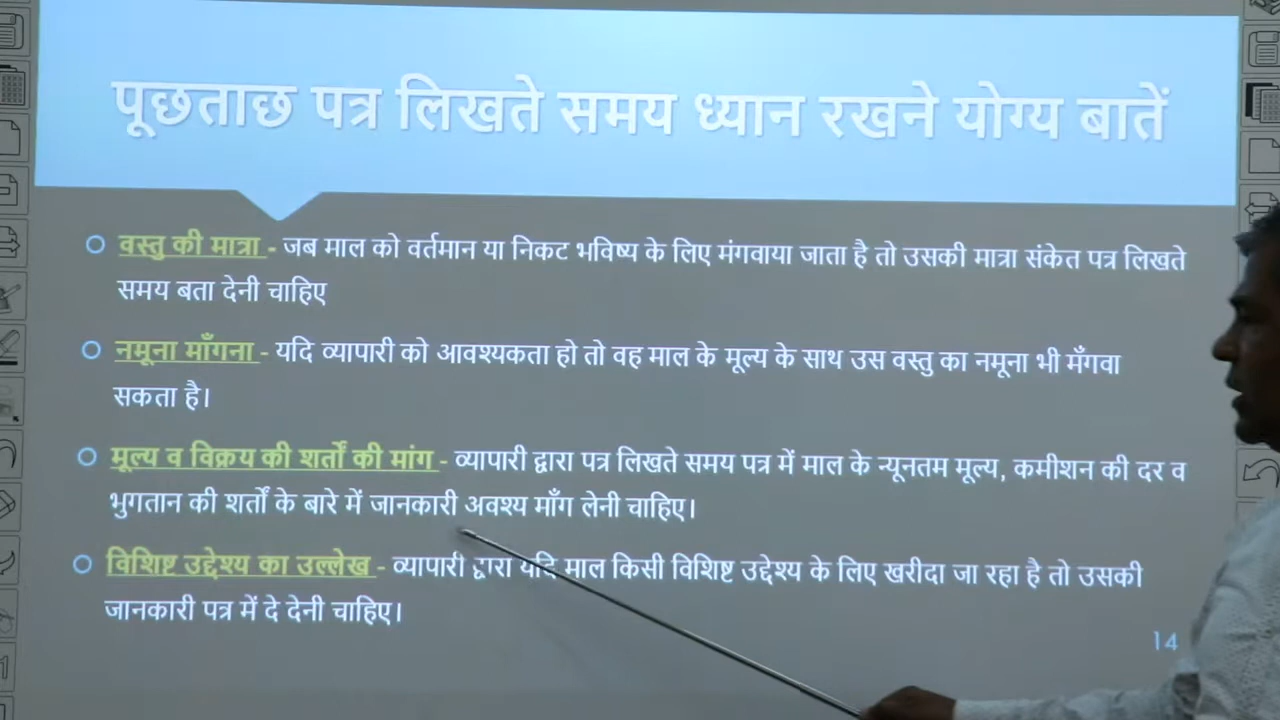 पूछताछ पत्र लिखते समय ध्यान रखने योग्य बातें
वस्तु की मात्रा - जब माल को वर्तमान या निकट भविष्य के लिए मंगवाया जाता है तो उसकी मात्रा संकेत पत्र लिखते
समय बता देनी चाहिए
नमूना माँगना - यदि व्यापारी को आवश्यकता हो तो वह माल के मूल्य के साथ उस वस्तु का नमूना भी मँगवा
सकता है।
मूल्य व विक्रय की शर्तों की मांग - व्यापारी द्वारा पत्र लिखते समय पत्र में माल के न्यूनतम मूल्य, कमीशन की दर व
भुगतान की शर्तों के बारे में जानकारी अवश्य माँग लेनी चाहिए।
विशिष्ट उद्देश्य का उल्लेख - व्यापारी द्वारा यदि माल किसी विशिष्ट उद्देश्य के लिए खरीदा जा रहा है तो उसकी
जानकारी पत्र में दे देनी चाहिए।
14